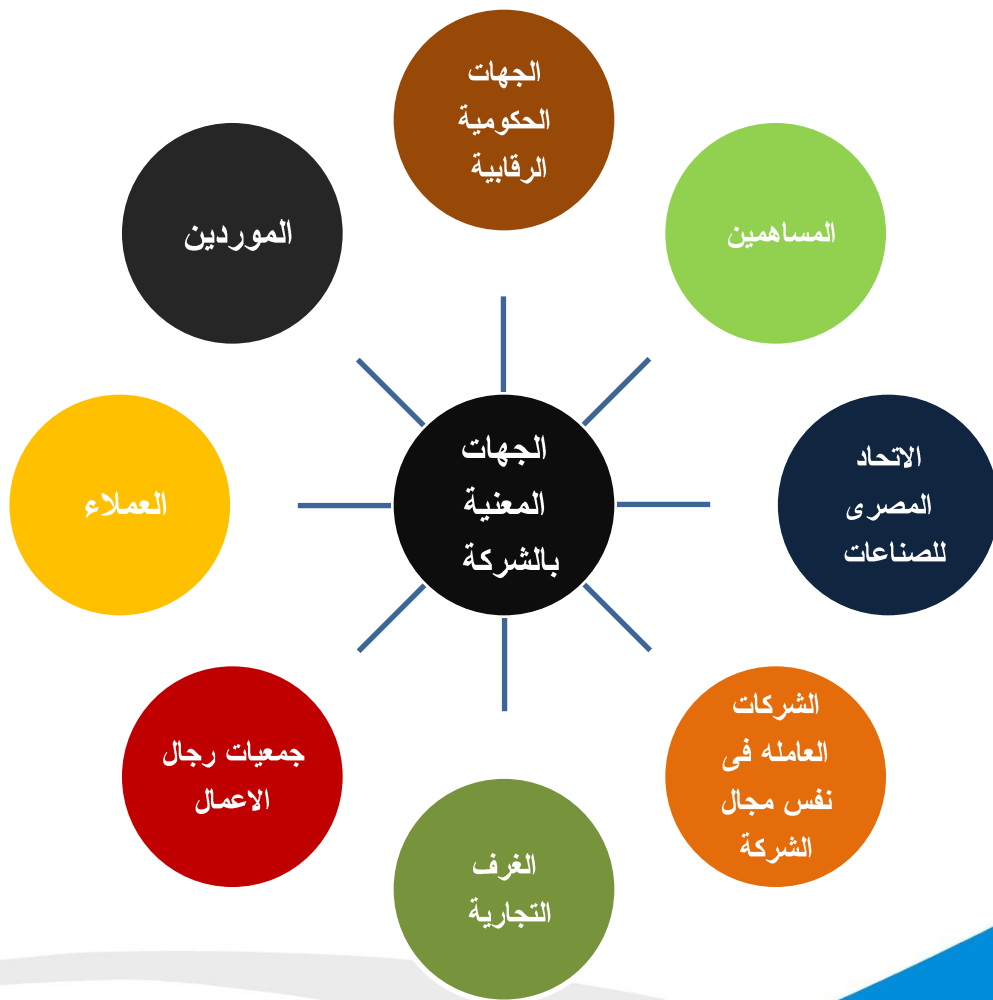 الجهات
الحكومية
الرقابية
المساهمين
الاتحاد
المصرى
للصناعات
الشركات
العامله فى
نفس مجال
الشركة
الغرف
التجارية
جمعيات رجال
الاعمال
العملاء
الموردين
الجهات
المعنية
بالشركة